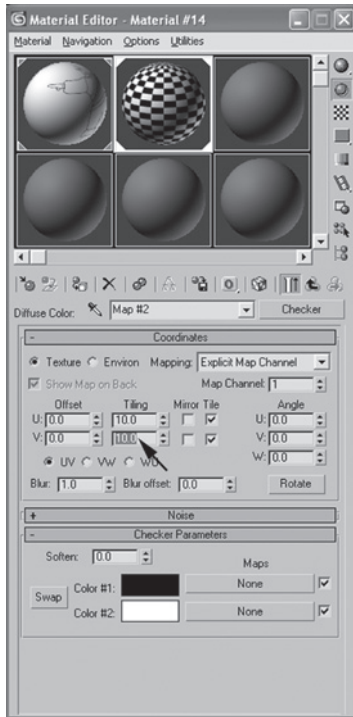 Material Editor - Material #14
Material Navigation Options Utilities
Diffuse Color: Map #2 Checker
- Coordinates
Texture Environ Mapping: Explicit Map Channel
Show Map on Back Map Channel: 1
Offset Tiling Mirror Tile Angle
U: 0.0 10.0 U: 0.0
V: 0.0 10.0 V: 0.0
W: 0.0
UV VW WU
Blur: 1.0 Blur offset: 0.0 Rotate
+ Noise
- Checker Parameters
Soften: 0.0 Maps
Swap Color #1: None
Color #2: None